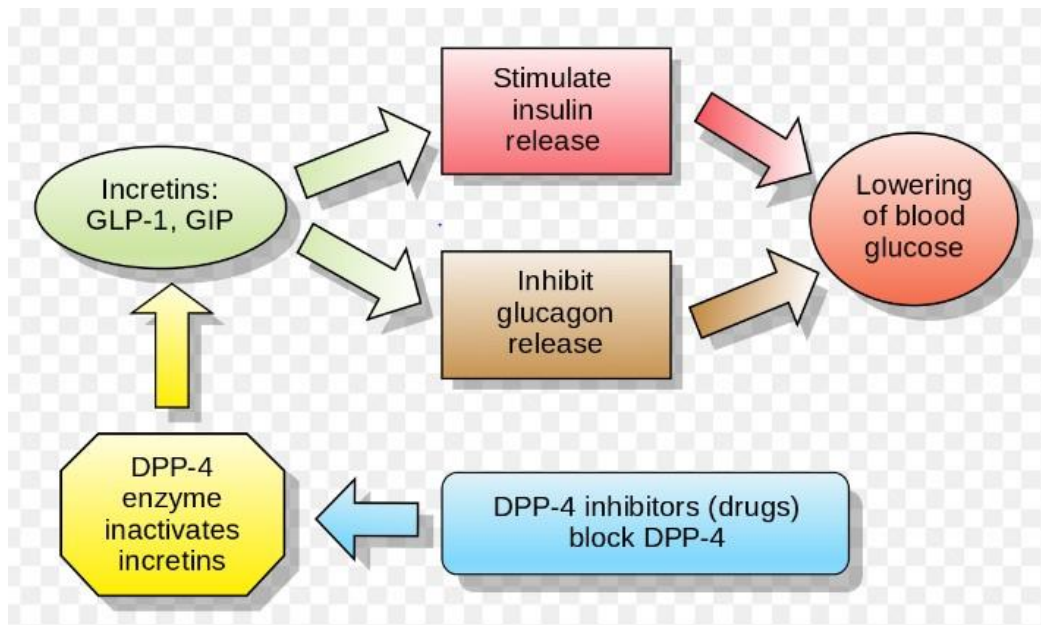 Stimulate
insulin
release
Incretins:
GLP-1, GIP
Lowering
of blood
glucose
Inhibit
glucagon
release
DPP-4
enzyme
inactivates
incretins
DPP-4 inhibitors (drugs)
block DPP-4